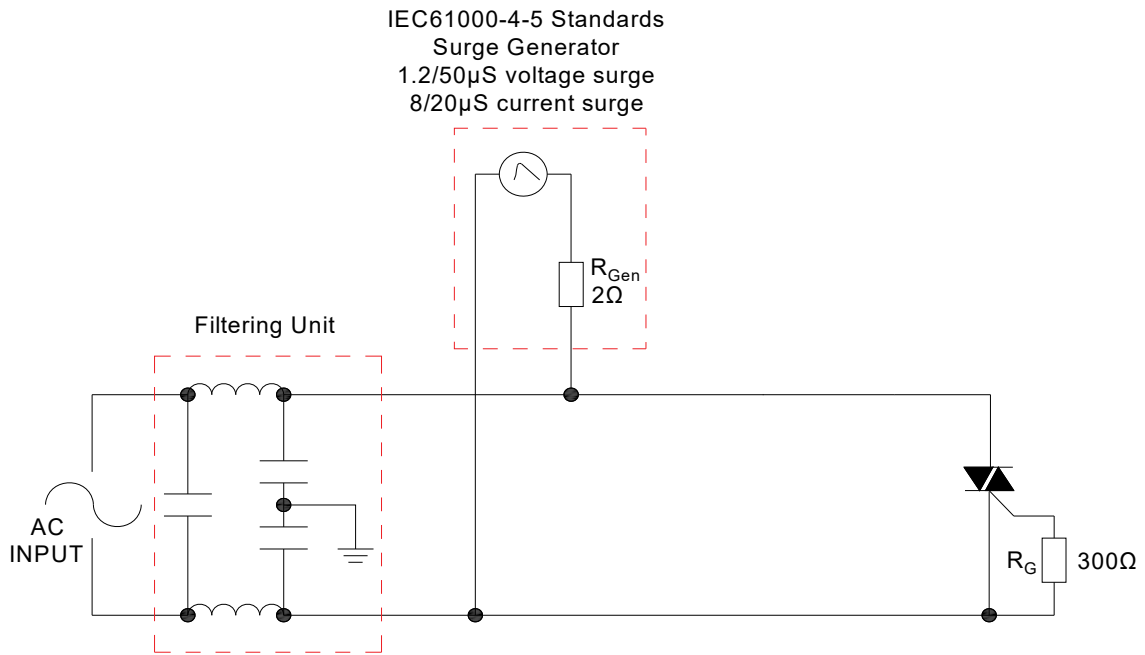 IEC61000-4-5 Standards
Surge Generator
1.2/50µS voltage surge
8/20µS current surge
R_Gen
2Ω
Filtering Unit
AC
INPUT
R_G 300Ω